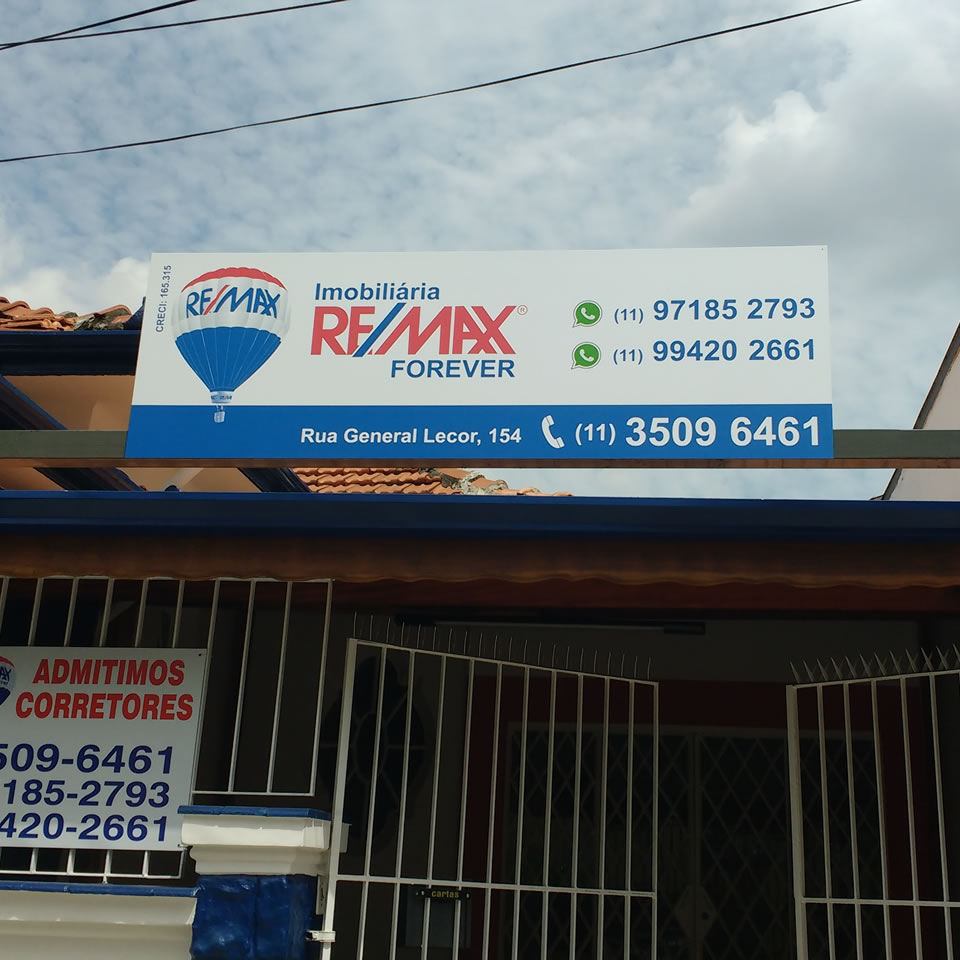 CRECI: 165.315
RE/MAX
Imobiliária
RE/MAX®
FOREVER
(11) 97185 2793
(11) 99420 2661
Rua General Lecor, 154
(11) 3509 6461
ADMITIMOS
CORRETORES
509-6461
185-2793
420-2661
cartas